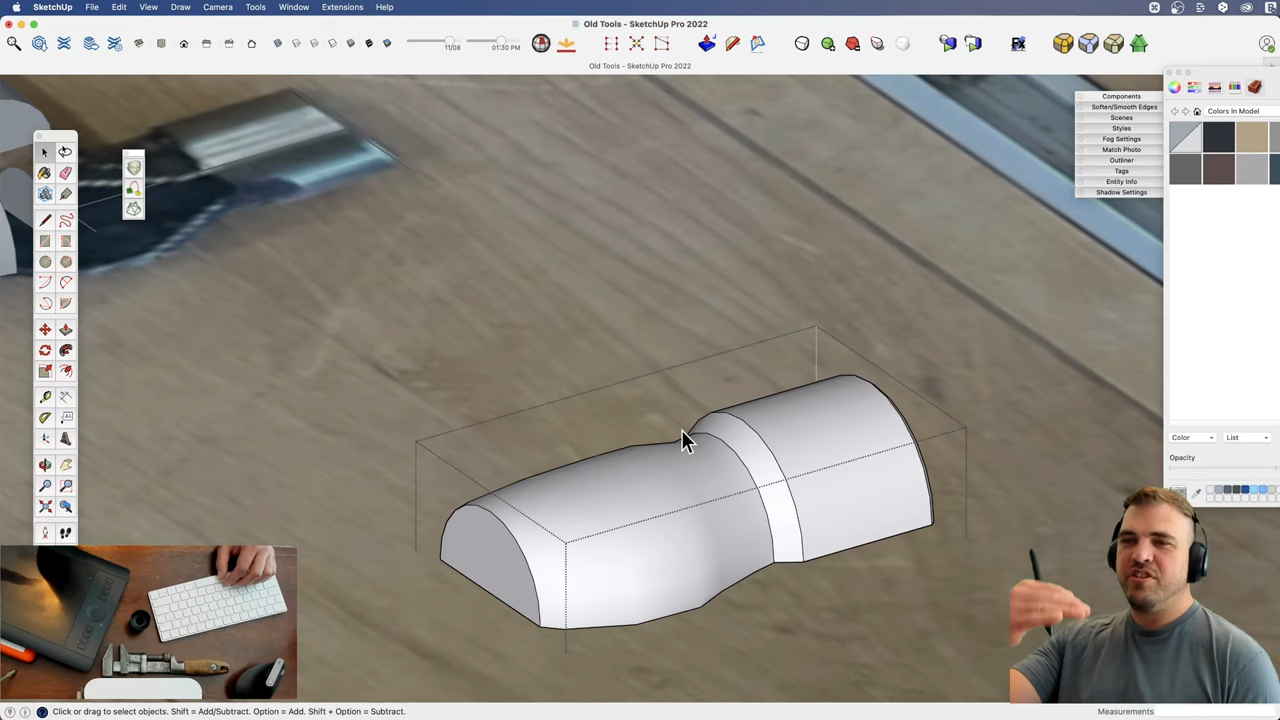 SketchUp File Edit View Draw Camera Tools Window Extensions Help
Old Tools - SketchUp Pro 2022
11/08 01:30 PM
Old Tools - SketchUp Pro 2022
Components
Soften/Smooth Edges
Scenes
Styles
Fog Settings
Match Photo
Outliner
Tags
Entity Info
Shadow Settings
Colors In Model
Color List
Opacity
Click or drag to select objects. Shift = Add/Subtract. Option = Add. Shift + Option = Subtract. Measurements